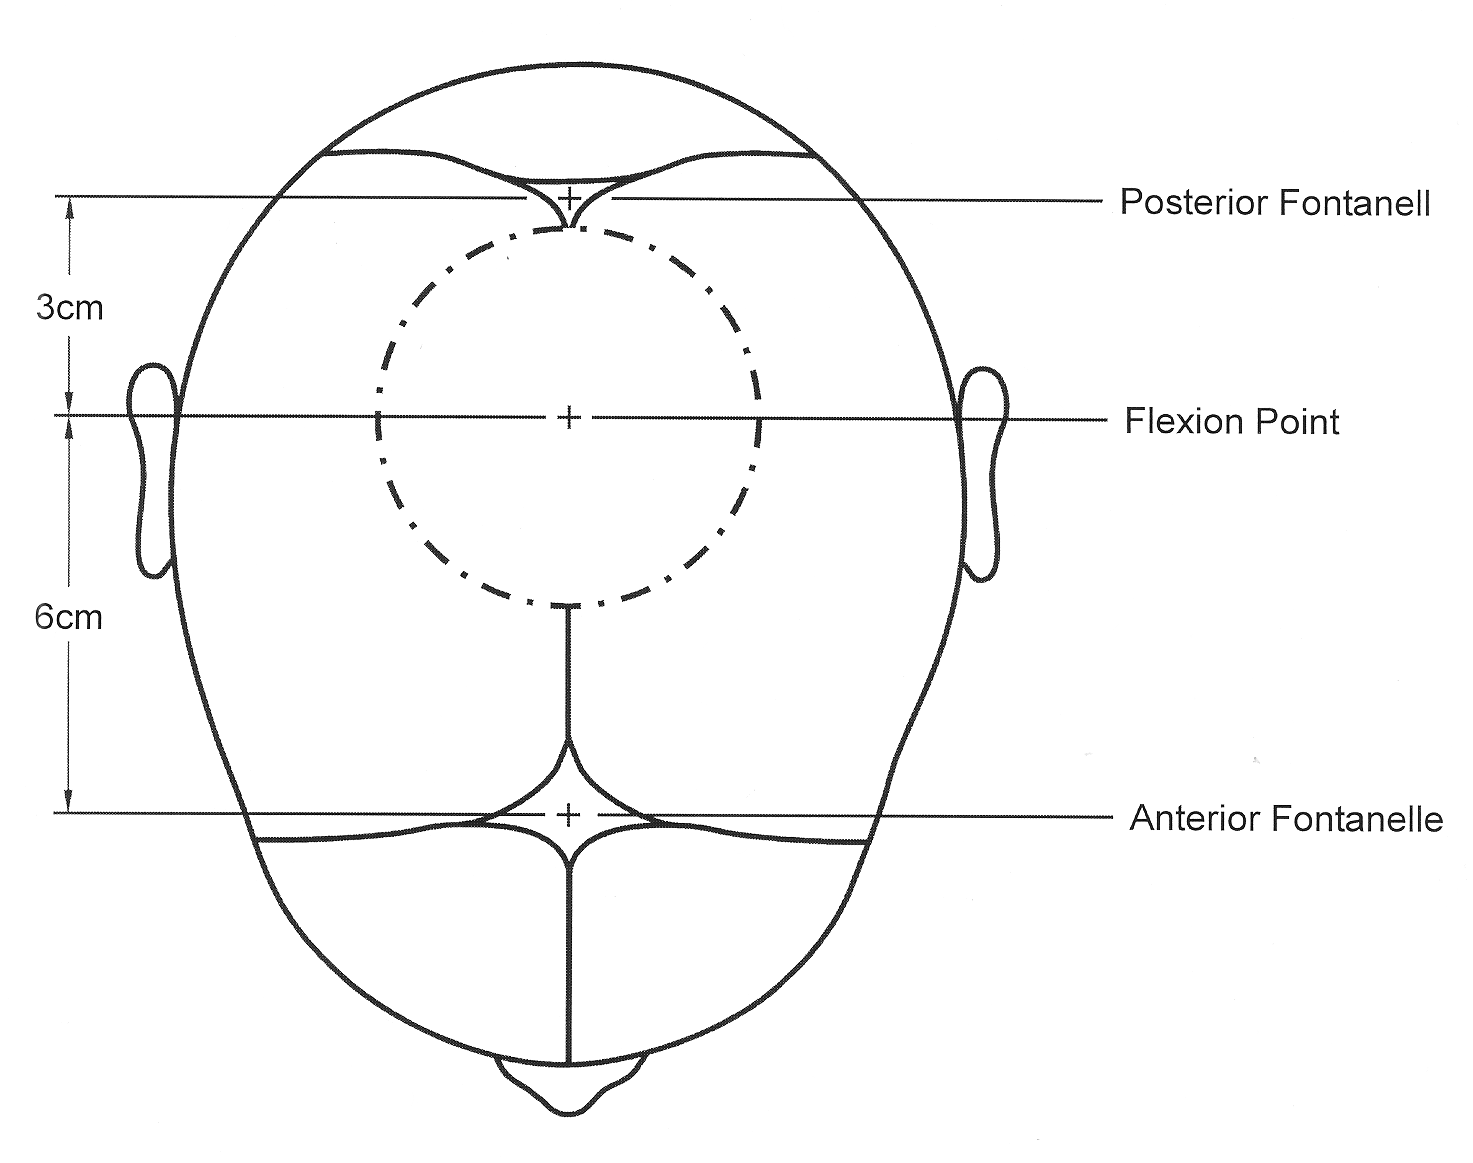 Posterior Fontanell
3cm
Flexion Point
6cm
Anterior Fontanelle